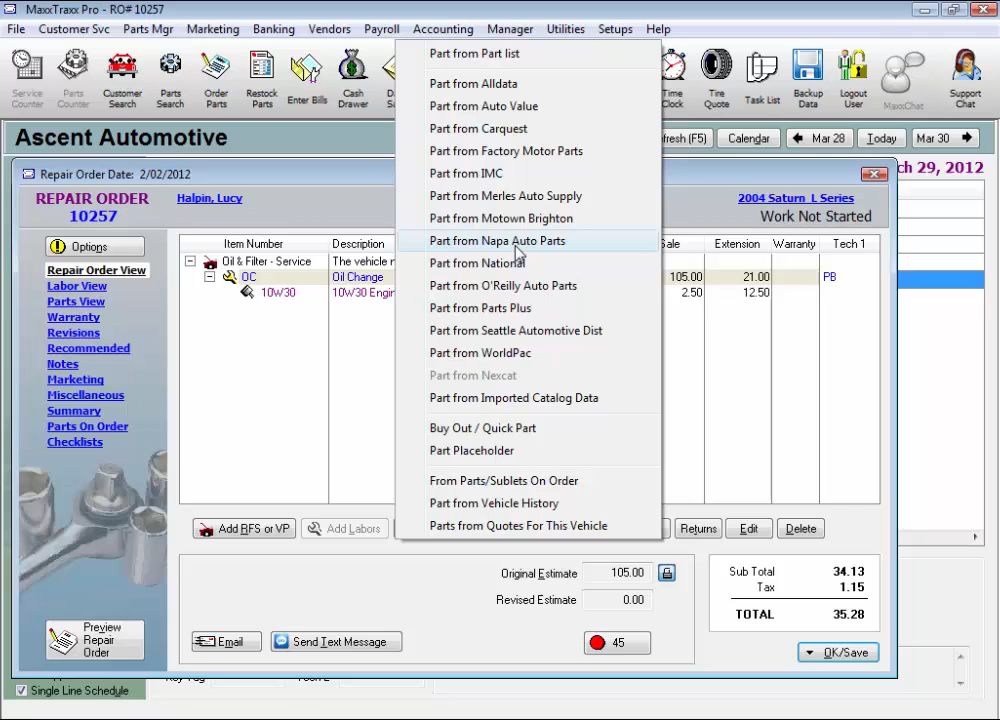 MaxxTraxx Pro - RO# 10257
File Customer Svc Parts Mgr Marketing Banking Vendors Payroll Accounting Manager Utilities Setups Help
Service Counter
Parts Counter
Customer Search
Parts Search
Order Parts
Restock Parts
Enter Bills
Cash Drawer
Time Clock
Tire Quote
Task List
Backup Data
Logout User
MaxxChat
Support Chat
Ascent Automotive
fresh (F5) Calendar Mar 28 Today Mar 30
ch 29, 2012
Repair Order Date: 2/02/2012
REPAIR ORDER
10257
Halpin, Lucy
2004 Saturn L Series
Work Not Started
Options
Repair Order View
Labor View
Parts View
Warranty
Revisions
Recommended
Notes
Marketing
Miscellaneous
Summary
Parts On Order
Checklists
Preview
Repair
Order
Item Number Description Sale Extension Warranty Tech 1
Oil & Filter - Service The vehicle r
OC Oil Change 105.00 21.00 PB
10W30 10W30 Engin 2.50 12.50
Part from Part list
Part from Alldata
Part from Auto Value
Part from Carquest
Part from Factory Motor Parts
Part from IMC
Part from Merles Auto Supply
Part from Motown Brighton
Part from Napa Auto Parts
Part from National
Part from O'Reilly Auto Parts
Part from Parts Plus
Part from Seattle Automotive Dist
Part from WorldPac
Part from Nexcat
Part from Imported Catalog Data
Buy Out / Quick Part
Part Placeholder
From Parts/Sublets On Order
Part from Vehicle History
Parts from Quotes For This Vehicle
Add RFS or VP Add Labors Returns Edit Delete
Original Estimate 105.00
Revised Estimate 0.00
Sub Total 34.13
Tax 1.15
TOTAL 35.28
Email Send Text Message 45
OK/Save
Single Line Schedule